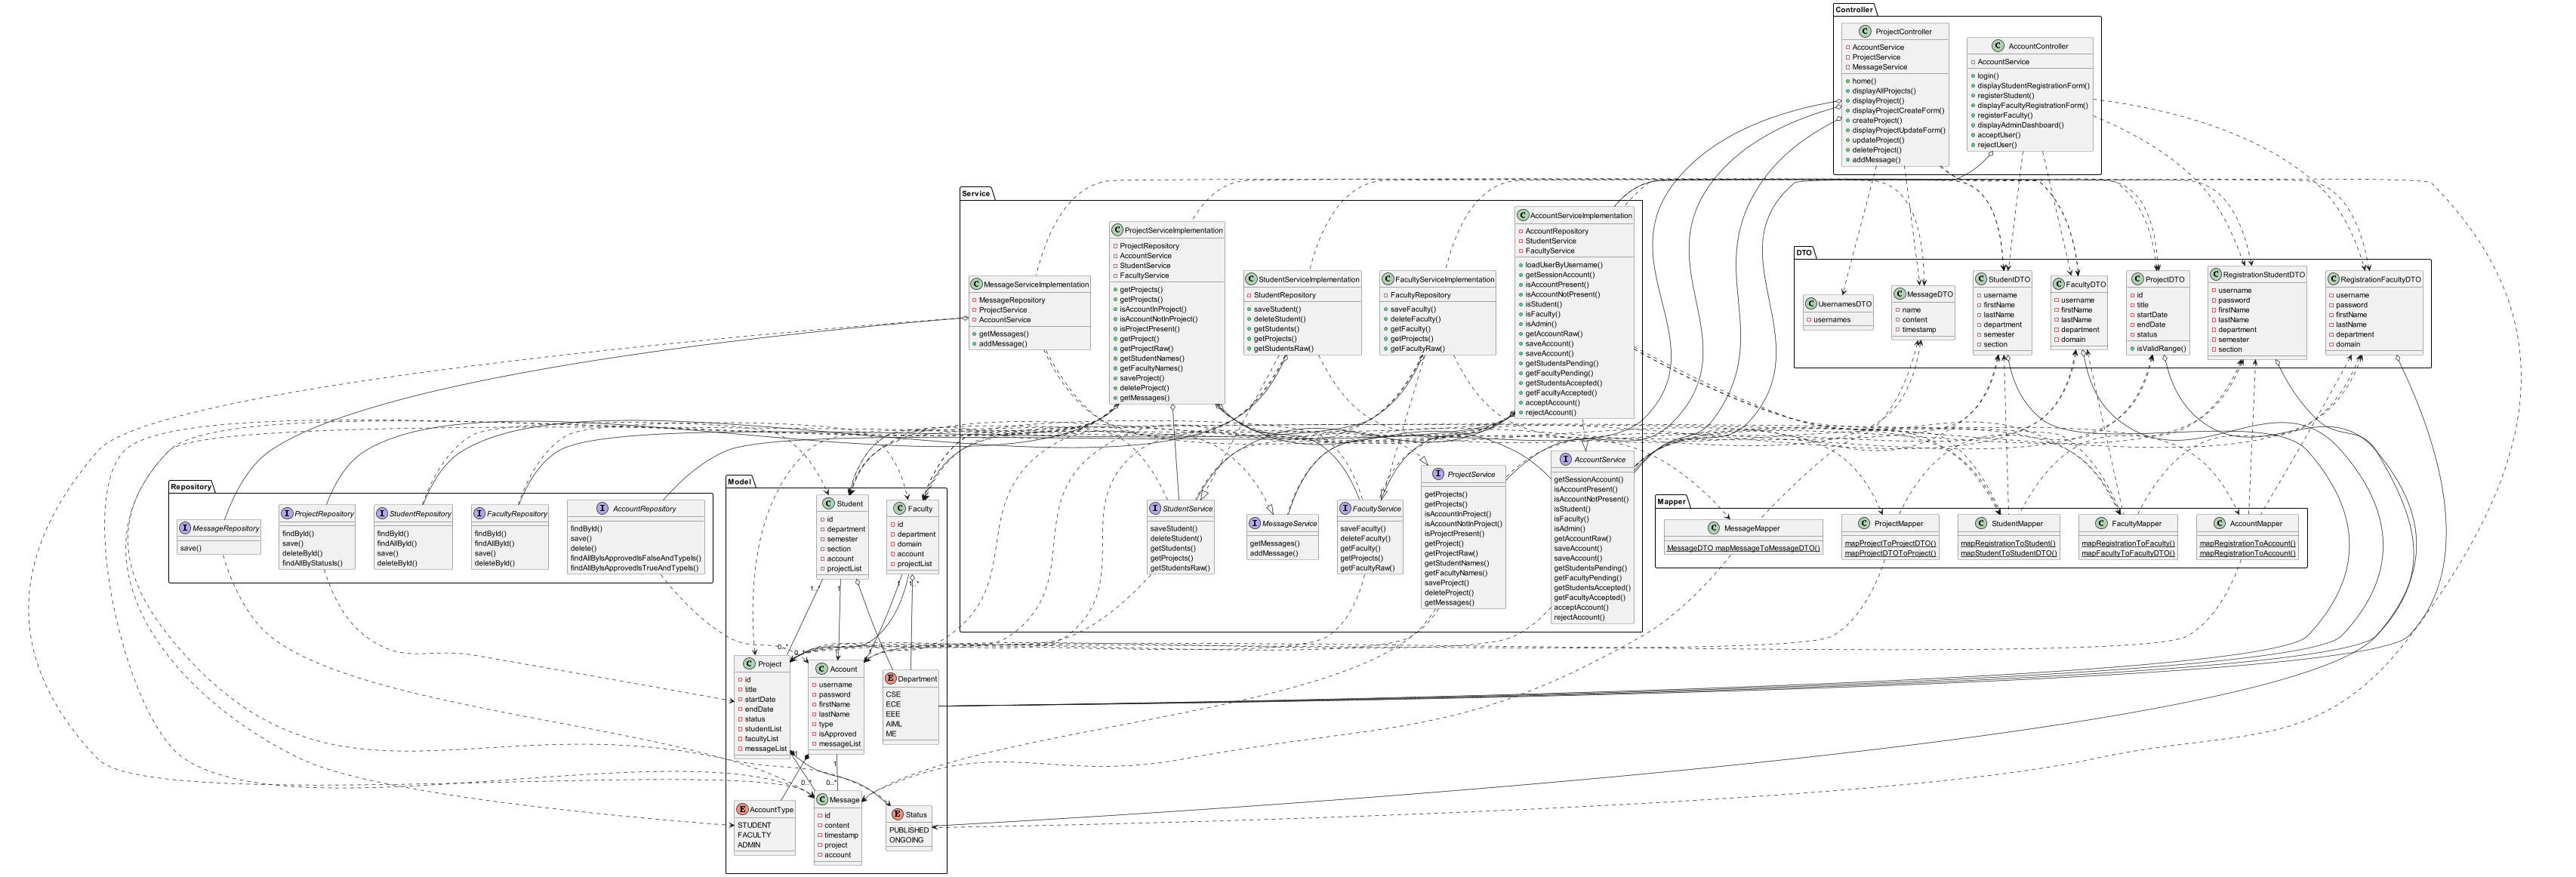 Controller
C ProjectController
AccountService
ProjectService
MessageService
home()
displayAllProjects()
displayProject()
displayProjectCreateForm()
createProject()
displayProjectUpdateForm()
updateProject()
deleteProject()
addMessage()
C AccountController
AccountService
login()
displayStudentRegistrationForm()
registerStudent()
displayFacultyRegistrationForm()
registerFaculty()
displayAdminDashboard()
acceptUser()
rejectUser()
Service
C MessageServiceImplementation
MessageRepository
ProjectService
AccountService
getMessages()
addMessage()
C ProjectServiceImplementation
ProjectRepository
AccountService
StudentService
FacultyService
getProjects()
getProjects()
isAccountInProject()
isAccountNotInProject()
isProjectPresent()
getProject()
getProjectRaw()
getStudentNames()
getFacultyNames()
saveProject()
deleteProject()
getMessages()
C StudentServiceImplementation
StudentRepository
saveStudent()
deleteStudent()
getStudents()
getProjects()
getStudentsRaw()
C FacultyServiceImplementation
FacultyRepository
saveFaculty()
deleteFaculty()
getFaculty()
getProjects()
getFacultyRaw()
C AccountServiceImplementation
AccountRepository
StudentService
FacultyService
loadUserByUsername()
getSessionAccount()
isAccountPresent()
isAccountNotPresent()
isStudent()
isFaculty()
isAdmin()
getAccountRaw()
saveAccount()
saveAccount()
getStudentsPending()
getFacultyPending()
getStudentsAccepted()
getFacultyAccepted()
acceptAccount()
rejectAccount()
I StudentService
saveStudent()
deleteStudent()
getStudents()
getProjects()
getStudentsRaw()
I MessageService
getMessages()
addMessage()
I FacultyService
saveFaculty()
deleteFaculty()
getFaculty()
getProjects()
getFacultyRaw()
I ProjectService
getProjects()
getProjects()
isAccountInProject()
isAccountNotInProject()
isProjectPresent()
getProject()
getProjectRaw()
getStudentNames()
getFacultyNames()
saveProject()
deleteProject()
getMessages()
I AccountService
getSessionAccount()
isAccountPresent()
isAccountNotPresent()
isStudent()
isFaculty()
isAdmin()
getAccountRaw()
saveAccount()
saveAccount()
getStudentsPending()
getFacultyPending()
getStudentsAccepted()
getFacultyAccepted()
acceptAccount()
rejectAccount()
DTO
C UsernamesDTO
usernames
C MessageDTO
name
content
timestamp
C StudentDTO
username
firstName
lastName
department
semester
section
C FacultyDTO
username
firstName
lastName
department
domain
C ProjectDTO
id
title
startDate
endDate
status
isValidRange()
C RegistrationStudentDTO
username
password
firstName
lastName
department
semester
section
C RegistrationFacultyDTO
username
password
firstName
lastName
department
domain
Repository
I MessageRepository
save()
I ProjectRepository
findById()
save()
deleteById()
findAllByStatusIs()
I StudentRepository
findById()
findAllById()
save()
deleteById()
I FacultyRepository
findById()
findAllById()
save()
deleteById()
I AccountRepository
findById()
save()
delete()
findAllByIsApprovedIsFalseAndTypeIs()
findAllByIsApprovedIsTrueAndTypeIs()
Mapper
C MessageMapper
MessageDTO mapMessageToMessageDTO()
C ProjectMapper
mapProjectToProjectDTO()
mapProjectDTOToProject()
C StudentMapper
mapRegistrationToStudent()
mapStudentToStudentDTO()
C FacultyMapper
mapRegistrationToFaculty()
mapFacultyToFacultyDTO()
C AccountMapper
mapRegistrationToAccount()
mapRegistrationToAccount()
Model
C Student
id
department
semester
section
account
projectList
C Faculty
id
department
domain
account
projectList
1..*
1
1
1..*
0..*
C Project
id
title
startDate
endDate
status
studentList
facultyList
messageList
C Account
username
password
firstName
lastName
type
isApproved
messageList
E Department
CSE
ECE
EEE
AIML
ME
1
1
0..*
0..*
E AccountType
STUDENT
FACULTY
ADMIN
C Message
id
content
timestamp
project
account
E Status
PUBLISHED
ONGOING